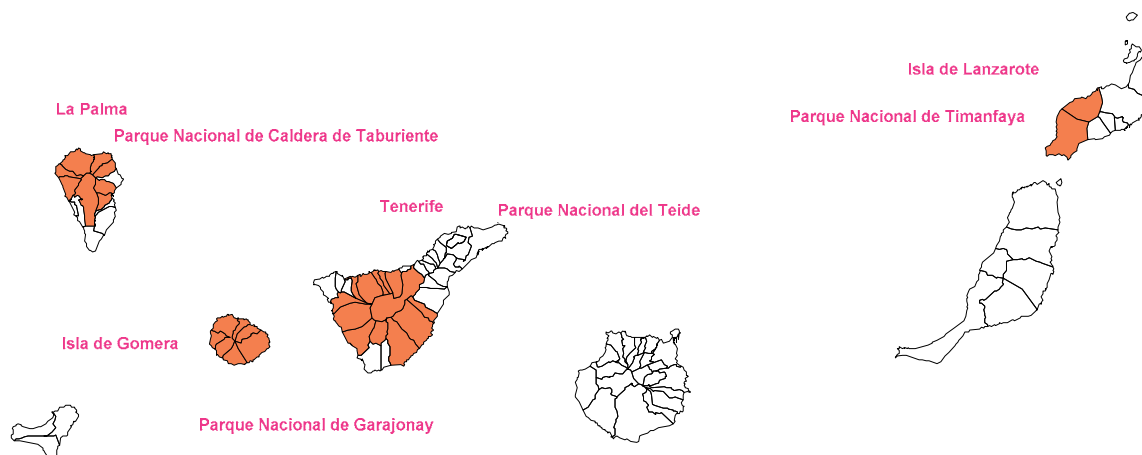 Isla de Lanzarote
La Palma
Parque Nacional de Timanfaya
Parque Nacional de Caldera de Taburiente
Tenerife
Parque Nacional del Teide
Isla de Gomera
Parque Nacional de Garajonay